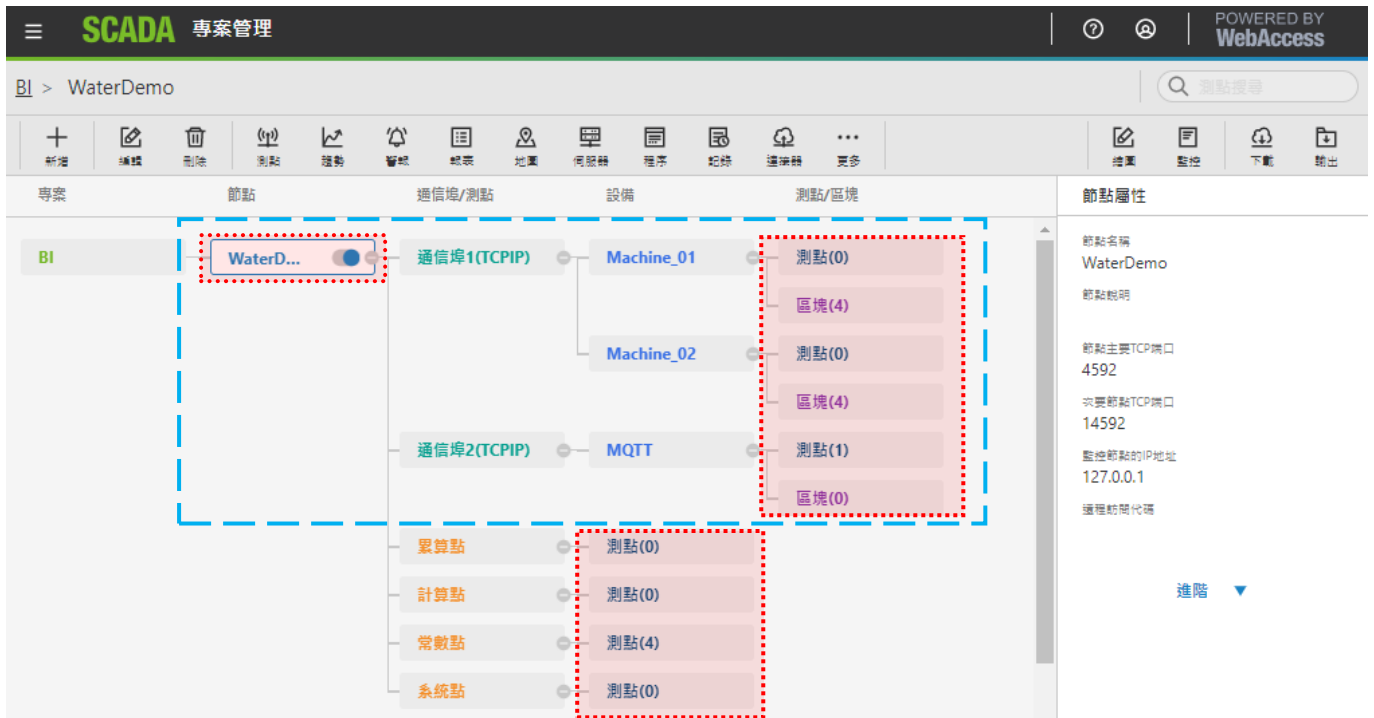 SCADA 專案管理
POWERED BY
WebAccess
BI > WaterDemo
測點搜尋
新增 編輯 刪除 測點 趨勢 警報 報表 地圖 伺服器 程序 記錄 連接器 更多 繪圖 監控 下載 輸出
專案 節點 通信埠/測點 設備 測點/區塊
BI WaterD... 通信埠1(TCPIP) Machine_01 測點(0)
區塊(4)
Machine_02 測點(0)
區塊(4)
通信埠2(TCPIP) MQTT 測點(1)
區塊(0)
累算點 測點(0)
計算點 測點(0)
常數點 測點(4)
系統點 測點(0)
節點屬性
節點名稱
WaterDemo
節點說明
節點主要TCP端口
4592
次要節點TCP端口
14592
監控節點的IP地址
127.0.0.1
遠程訪問代碼
進階 ▼